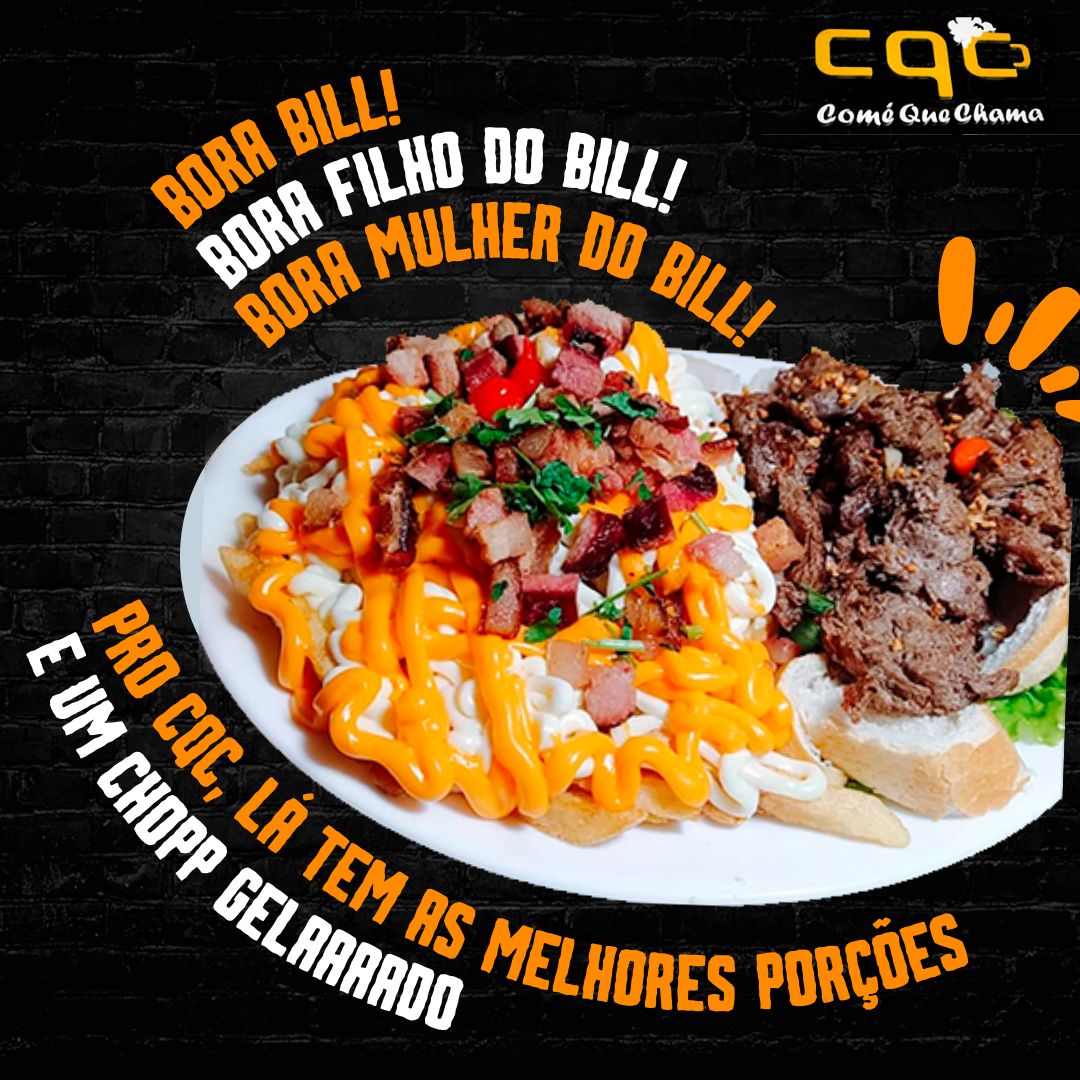 cqc
Comé Que Chama
BORA BILL!
BORA FILHO DO BILL!
BORA MULHER DO BILL!
PRO CQC, LÁ TEM AS MELHORES PORÇÕES
E UM CHOPP GELAAAADO